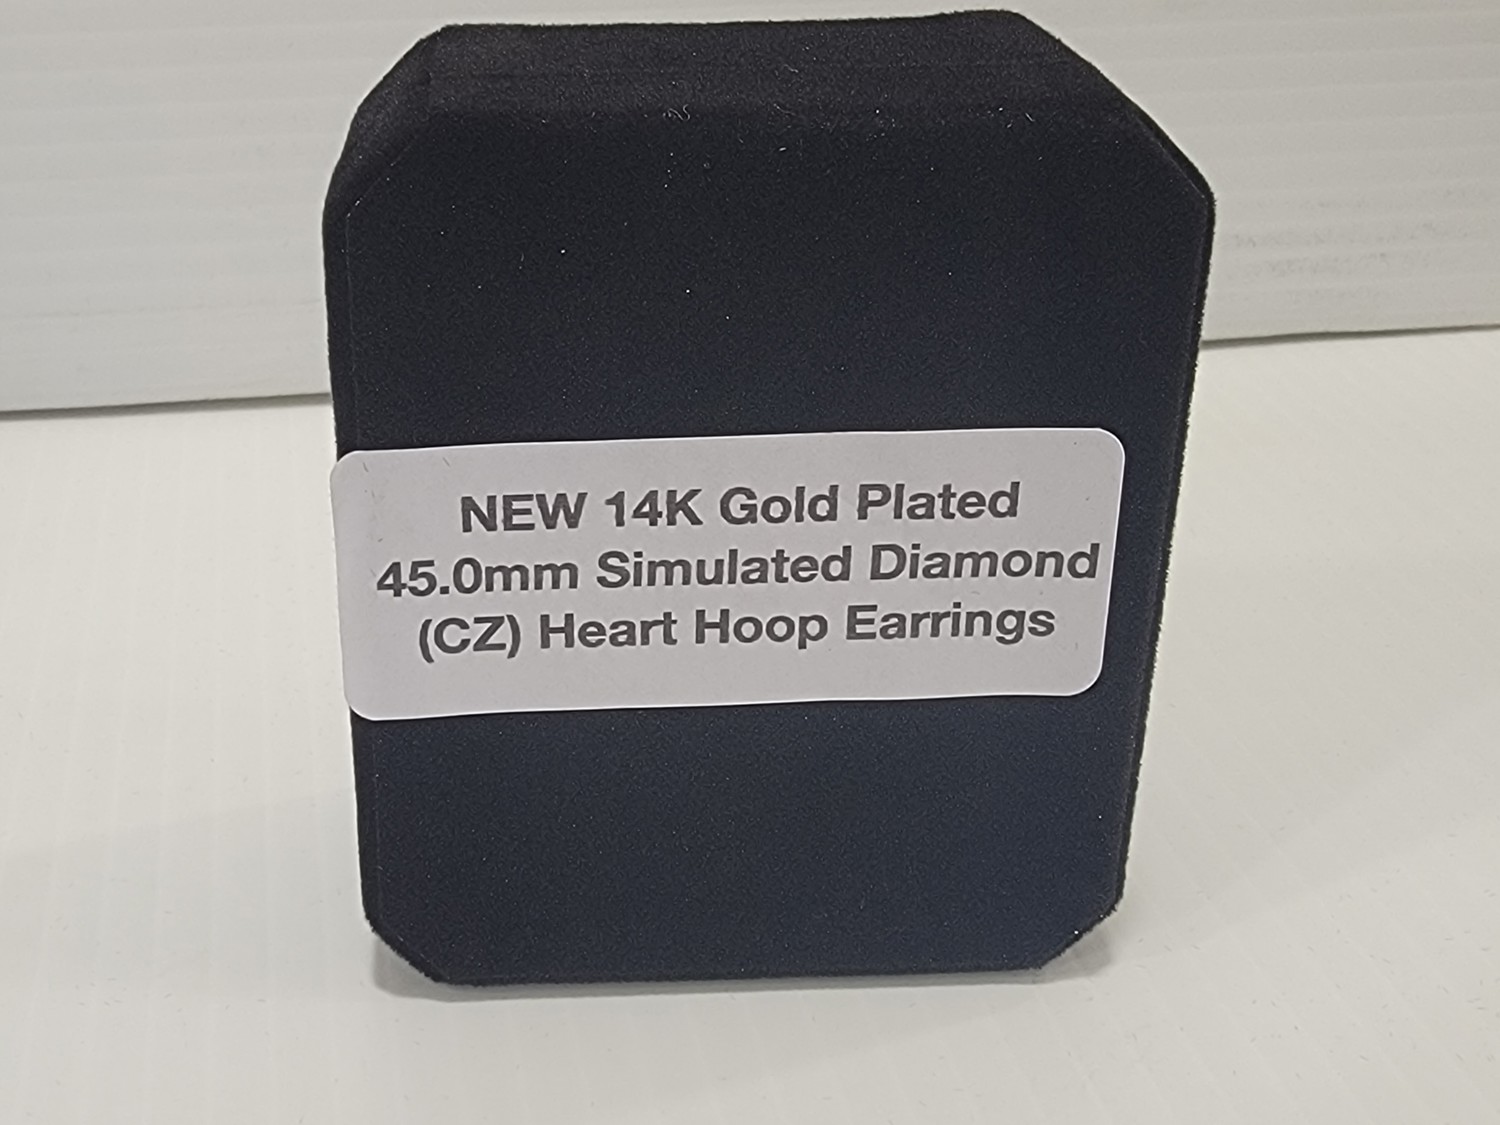 NEW 14K Gold Plated
45.0mm Simulated Diamond
(CZ) Heart Hoop Earrings